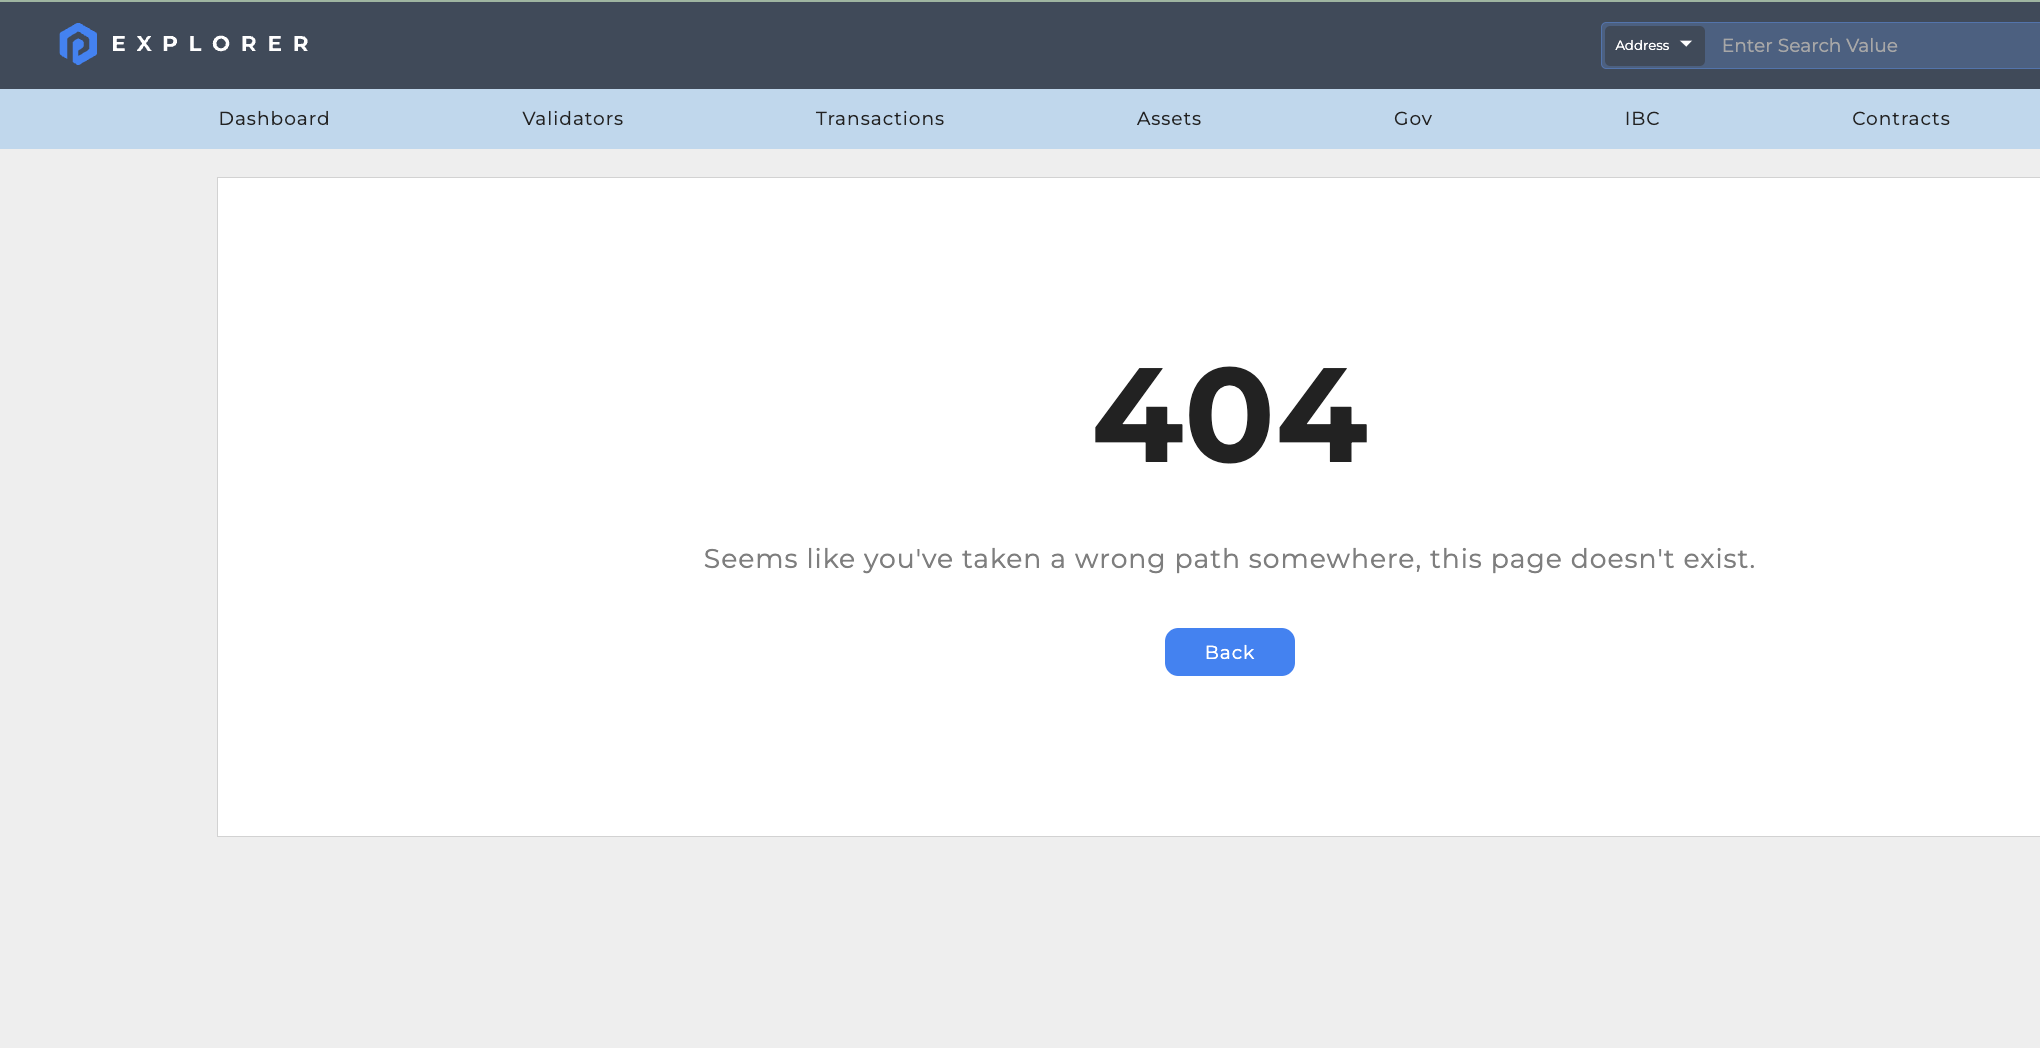 EXPLORER
Address Enter Search Value
Dashboard Validators Transactions Assets Gov IBC Contracts
404
Seems like you've taken a wrong path somewhere, this page doesn't exist.
Back